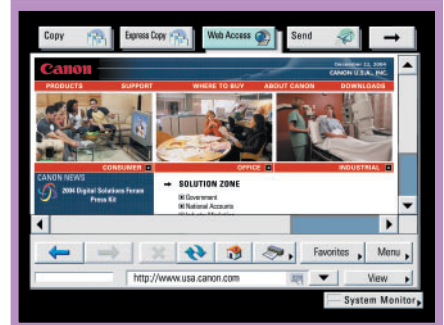 Copy Express Copy Web Access Send
Canon
December 22, 2004
CANON U.S.A., INC.
PRODUCTS SUPPORT WHERE TO BUY ABOUT CANON DOWNLOADS
CONSUMER OFFICE INDUSTRIAL
CANON NEWS
2004 Digital Solutions Forum
Press Kit
SOLUTION ZONE
Government
National Accounts
Favorites Menu
http://www.usa.canon.com View
System Monitor